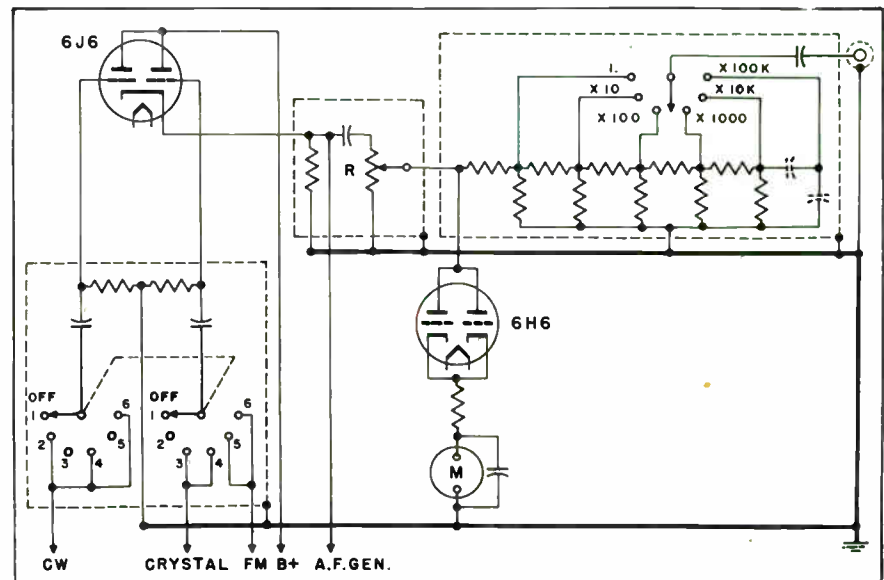 6J6
1.
X 10
X 100
X 100K
X 10K
X 1000
R
6H6
OFF
1
2
3
4
5
6
OFF
1
2
3
4
5
6
M
CW
CRYSTAL
FM
B+
A.F.GEN.